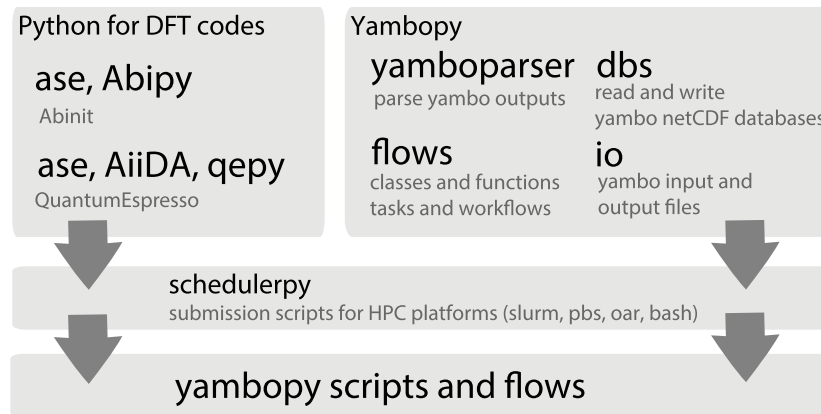 Python for DFT codes
ase, Abipy
Abinit
ase, AiiDA, qepy
QuantumEspresso
Yambopy
yamboparser
parse yambo outputs
dbs
read and write
yambo netCDF databases
flows
classes and functions
tasks and workflows
io
yambo input and
output files
schedulerpy
submission scripts for HPC platforms (slurm, pbs, oar, bash)
yambopy scripts and flows